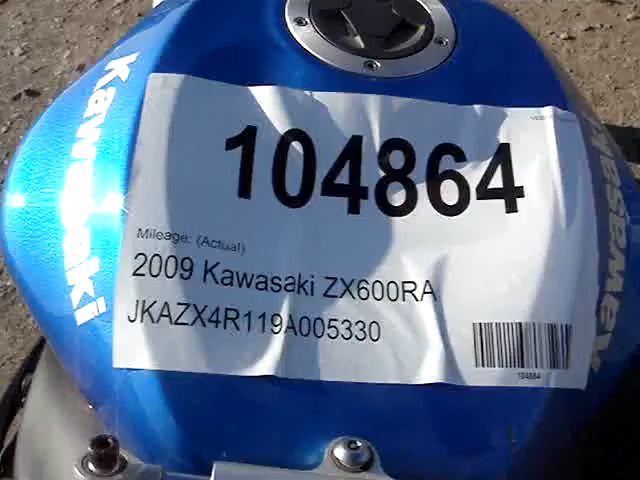 Kawasaki
104864
Mileage: (Actual)
2009 Kawasaki ZX600RA
JKAZX4R119A005330
104864
Kawasaki